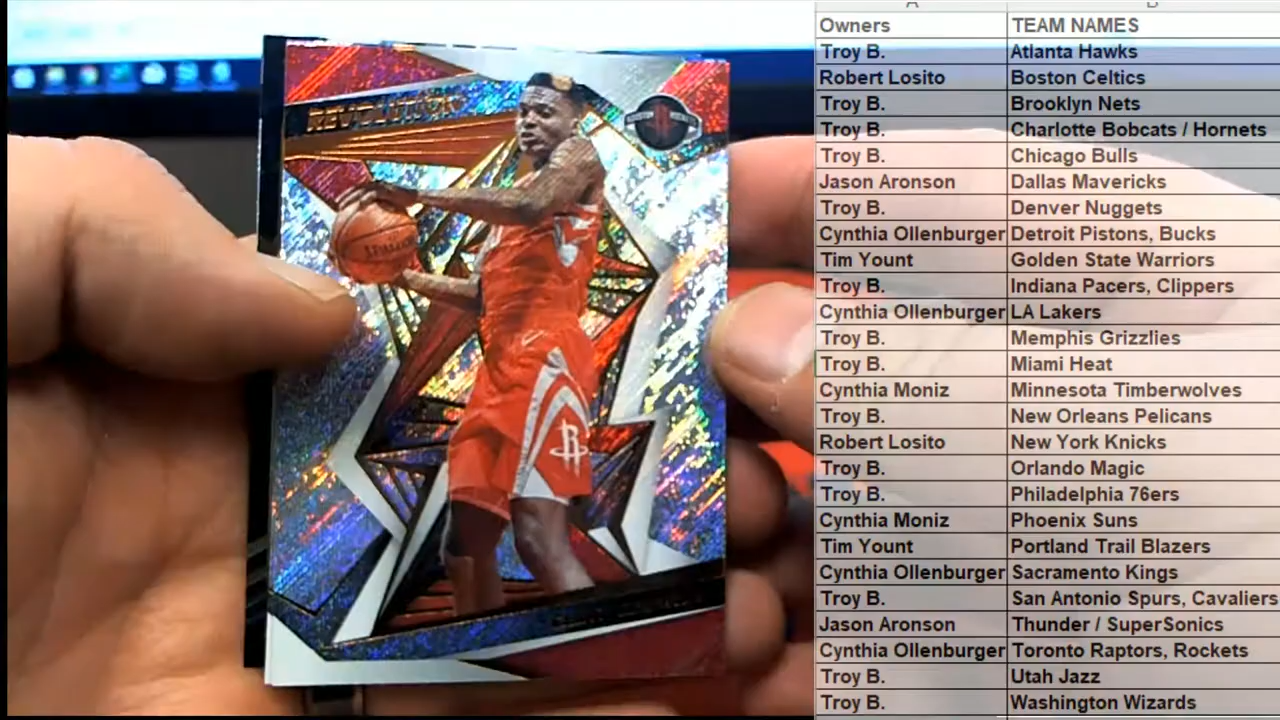 A B
Owners TEAM NAMES
Troy B. Atlanta Hawks
Robert Losito Boston Celtics
Troy B. Brooklyn Nets
Troy B. Charlotte Bobcats / Hornets
Troy B. Chicago Bulls
Jason Aronson Dallas Mavericks
Troy B. Denver Nuggets
Cynthia Ollenburger Detroit Pistons, Bucks
Tim Yount Golden State Warriors
Troy B. Indiana Pacers, Clippers
Cynthia Ollenburger LA Lakers
Troy B. Memphis Grizzlies
Troy B. Miami Heat
Cynthia Moniz Minnesota Timberwolves
Troy B. New Orleans Pelicans
Robert Losito New York Knicks
Troy B. Orlando Magic
Troy B. Philadelphia 76ers
Cynthia Moniz Phoenix Suns
Tim Yount Portland Trail Blazers
Cynthia Ollenburger Sacramento Kings
Troy B. San Antonio Spurs, Cavaliers
Jason Aronson Thunder / SuperSonics
Cynthia Ollenburger Toronto Raptors, Rockets
Troy B. Utah Jazz
Troy B. Washington Wizards
REVOLUTION
SPALDING
R